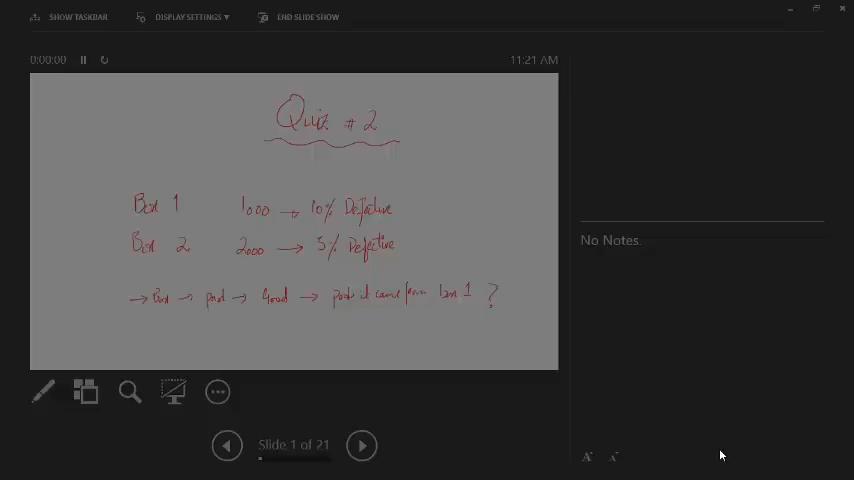 SHOW TASKBAR DISPLAY SETTINGS ▼ END SLIDE SHOW
0:00:00 11:21 AM
Quiz # 2
Box 1 1000 → 10% Defective
Box 2 2000 → 5% Defective
→ Box → part → Good → prob it came from box 1 ?
No Notes.
Slide 1 of 21
A A